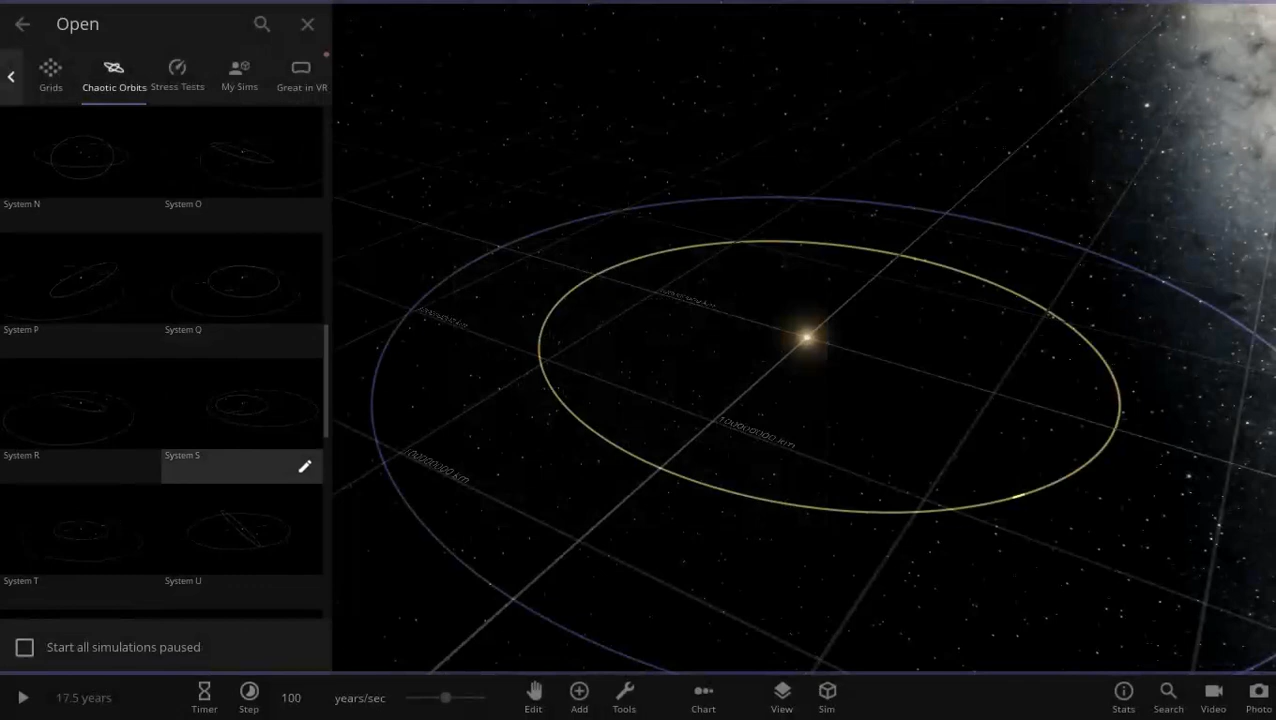 Open
Grids
Chaotic Orbits
Stress Tests
My Sims
Great in VR
System N
System O
System P
System Q
System R
System S
System T
System U
Start all simulations paused
100000000 km
17.5 years
Timer
Step
100
years/sec
Edit
Add
Tools
Chart
View
Sim
Stats
Search
Video
Photo